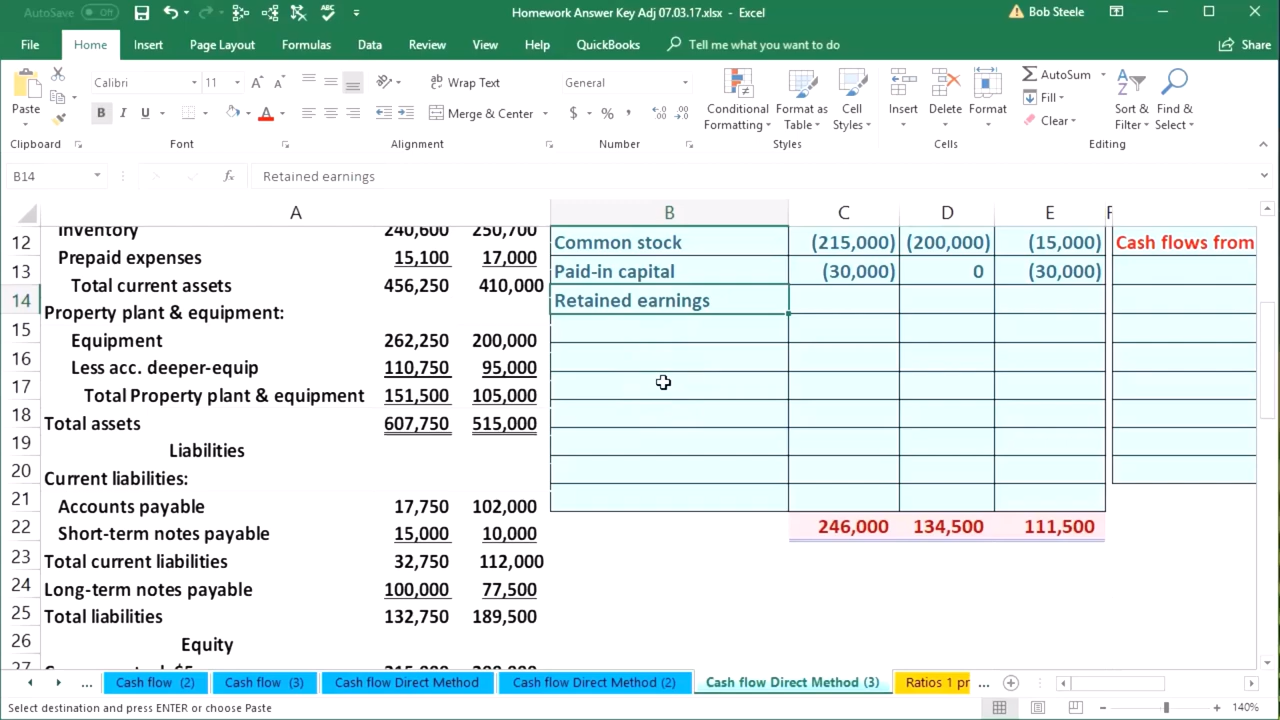 AutoSave Off Homework Answer Key Adj 07.03.17.xlsx - Excel Bob Steele
File Home Insert Page Layout Formulas Data Review View Help QuickBooks Tell me what you want to do Share
Paste Calibri 11 A A Wrap Text General Conditional Formatting Format as Table Cell Styles Insert Delete Format AutoSum Sort & Filter Find & Select
B I U A Merge & Center $ % , Fill
Clear
Clipboard Font Alignment Number Styles Cells Editing
B14 fx Retained earnings
A B C D E F
Inventory 240,600 250,700
12 Common stock (215,000) (200,000) (15,000) Cash flows from
13 Prepaid expenses 15,100 17,000 Paid-in capital (30,000) 0 (30,000)
14 Total current assets 456,250 410,000 Retained earnings
15 Property plant & equipment:
16 Equipment 262,250 200,000
17 Less acc. deeper-equip 110,750 95,000
Total Property plant & equipment 151,500 105,000
18 Total assets 607,750 515,000
19 Liabilities
20 Current liabilities:
21 Accounts payable 17,750 102,000
22 Short-term notes payable 15,000 10,000 246,000 134,500 111,500
23 Total current liabilities 32,750 112,000
24 Long-term notes payable 100,000 77,500
25 Total liabilities 132,750 189,500
26 Equity
27
... Cash flow (2) Cash flow (3) Cash flow Direct Method Cash flow Direct Method (2) Cash flow Direct Method (3) Ratios 1 pr ...
Select destination and press ENTER or choose Paste 140%